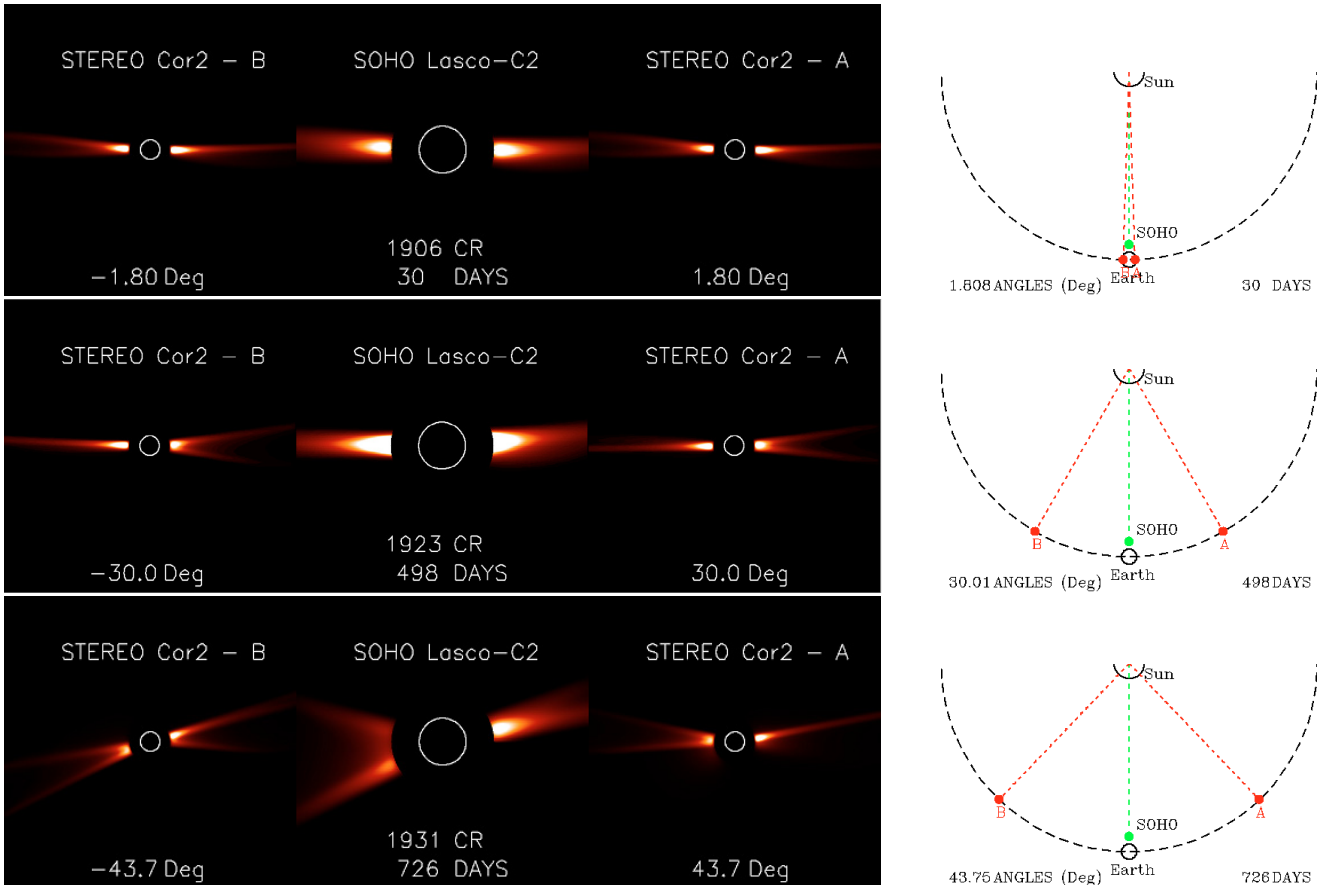 STEREO Cor2 – B
SOHO Lasco-C2
STEREO Cor2 – A
1906 CR
30 DAYS
–1.80 Deg
1.80 Deg
Sun
SOHO
B A
Earth
1.808 ANGLES (Deg)
30 DAYS
STEREO Cor2 – B
SOHO Lasco-C2
STEREO Cor2 – A
1923 CR
498 DAYS
–30.0 Deg
30.0 Deg
Sun
SOHO
B
A
Earth
30.01 ANGLES (Deg)
498 DAYS
STEREO Cor2 – B
SOHO Lasco-C2
STEREO Cor2 – A
1931 CR
726 DAYS
–43.7 Deg
43.7 Deg
Sun
B
A
SOHO
Earth
43.75 ANGLES (Deg)
726 DAYS